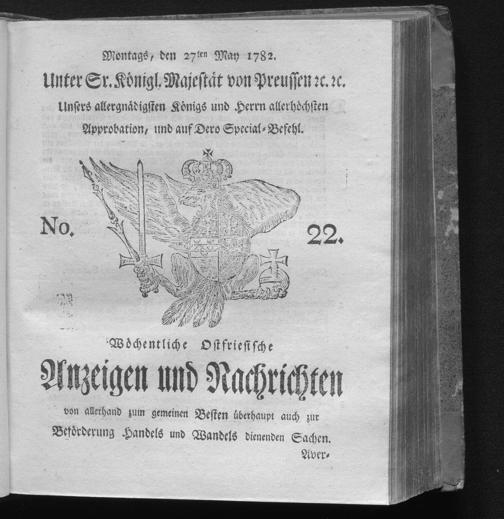 Montags, den 27ten May 1782.
Unter Sr. Königl. Majestät von Preussen ꝛc. ꝛc.
Unsers allergnädigsten Königs und Herrn allerhöchsten
Approbation, und auf Dero Special-Befehl.
No. 22.
Wöchentliche Ostfriesische
Anzeigen und Nachrichten
von allerhand zum gemeinen Besten überhaupt auch zur
Beförderung Handels und Wandels dienenden Sachen.
Aver-